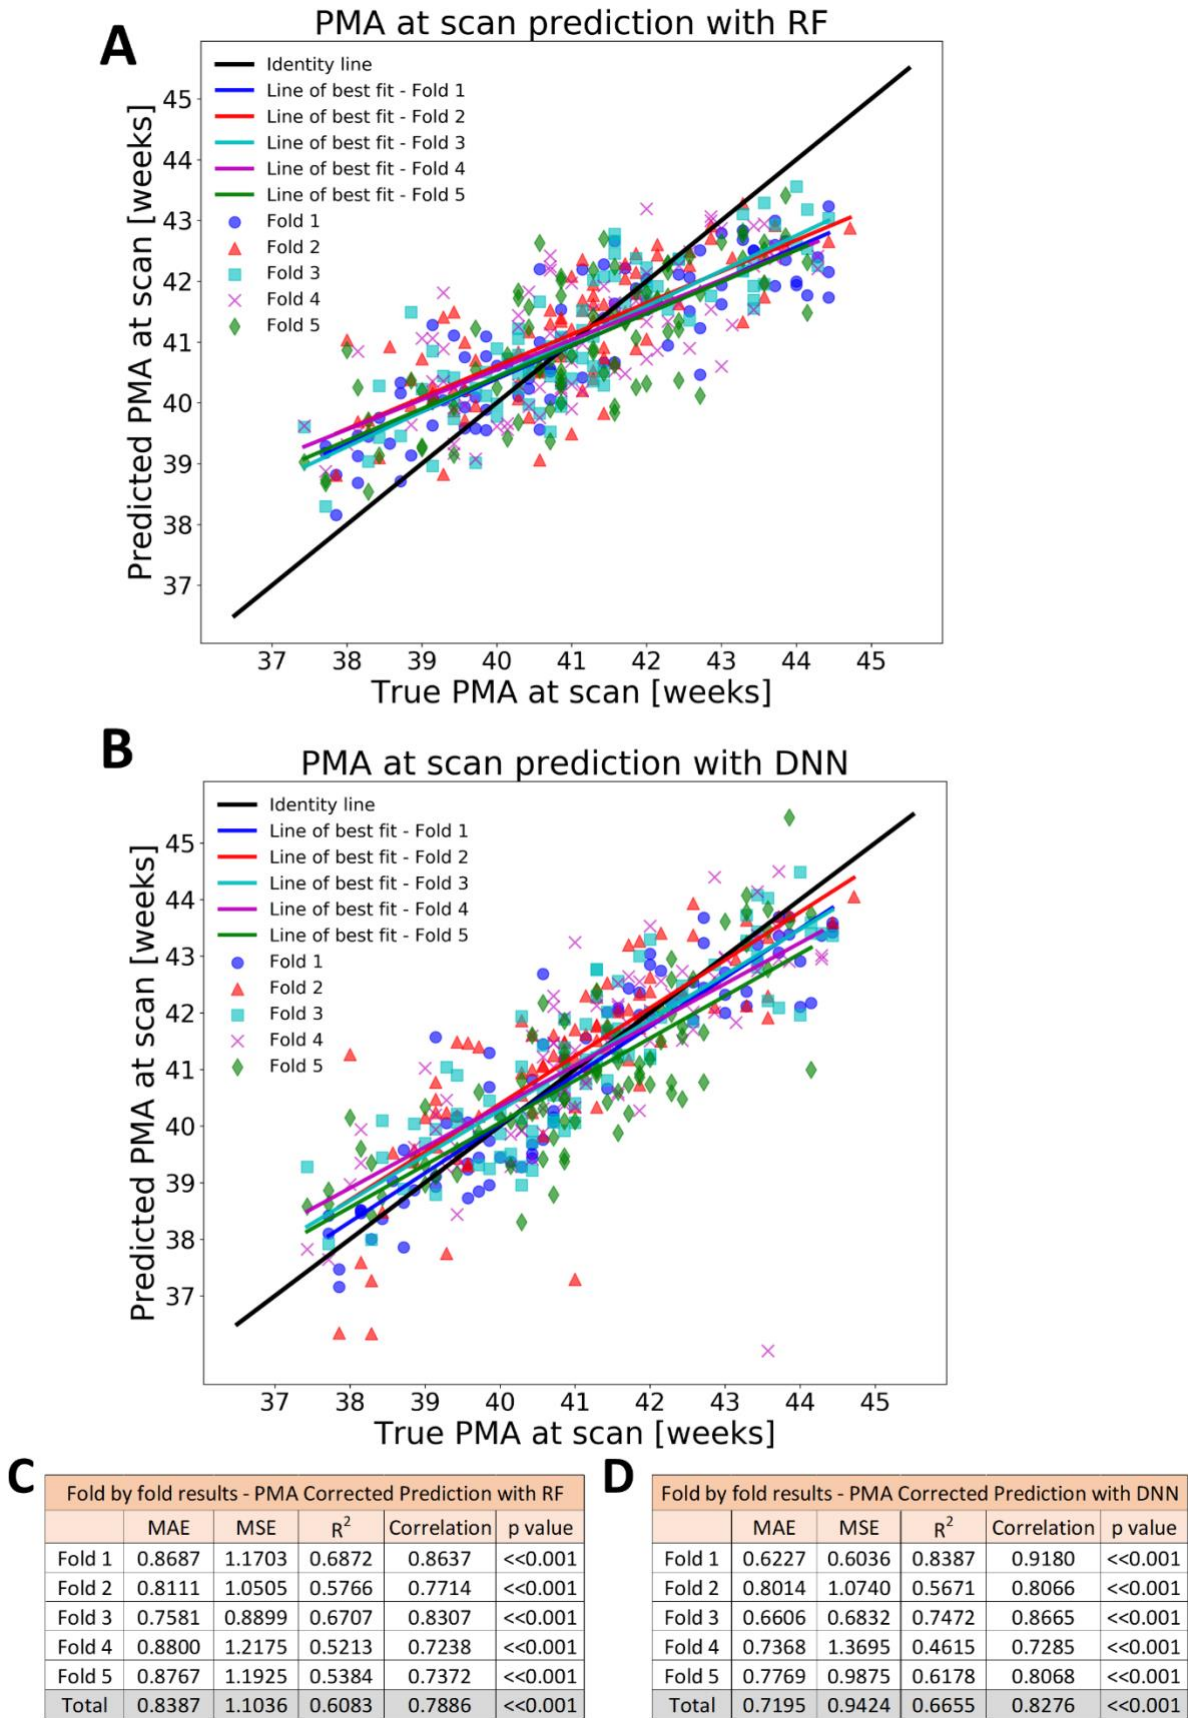 A
PMA at scan prediction with RF
Identity line
Line of best fit - Fold 1
Line of best fit - Fold 2
Line of best fit - Fold 3
Line of best fit - Fold 4
Line of best fit - Fold 5
Fold 1
Fold 2
Fold 3
Fold 4
Fold 5
Predicted PMA at scan [weeks]
45
44
43
42
41
40
39
38
37
37 38 39 40 41 42 43 44 45
True PMA at scan [weeks]
B
PMA at scan prediction with DNN
Identity line
Line of best fit - Fold 1
Line of best fit - Fold 2
Line of best fit - Fold 3
Line of best fit - Fold 4
Line of best fit - Fold 5
Fold 1
Fold 2
Fold 3
Fold 4
Fold 5
Predicted PMA at scan [weeks]
45
44
43
42
41
40
39
38
37
37 38 39 40 41 42 43 44 45
True PMA at scan [weeks]
C
Fold by fold results - PMA Corrected Prediction with RF
MAE MSE R² Correlation p value
Fold 1 0.8687 1.1703 0.6872 0.8637 <<0.001
Fold 2 0.8111 1.0505 0.5766 0.7714 <<0.001
Fold 3 0.7581 0.8899 0.6707 0.8307 <<0.001
Fold 4 0.8800 1.2175 0.5213 0.7238 <<0.001
Fold 5 0.8767 1.1925 0.5384 0.7372 <<0.001
Total 0.8387 1.1036 0.6083 0.7886 <<0.001
D
Fold by fold results - PMA Corrected Prediction with DNN
MAE MSE R² Correlation p value
Fold 1 0.6227 0.6036 0.8387 0.9180 <<0.001
Fold 2 0.8014 1.0740 0.5671 0.8066 <<0.001
Fold 3 0.6606 0.6832 0.7472 0.8665 <<0.001
Fold 4 0.7368 1.3695 0.4615 0.7285 <<0.001
Fold 5 0.7769 0.9875 0.6178 0.8068 <<0.001
Total 0.7195 0.9424 0.6655 0.8276 <<0.001